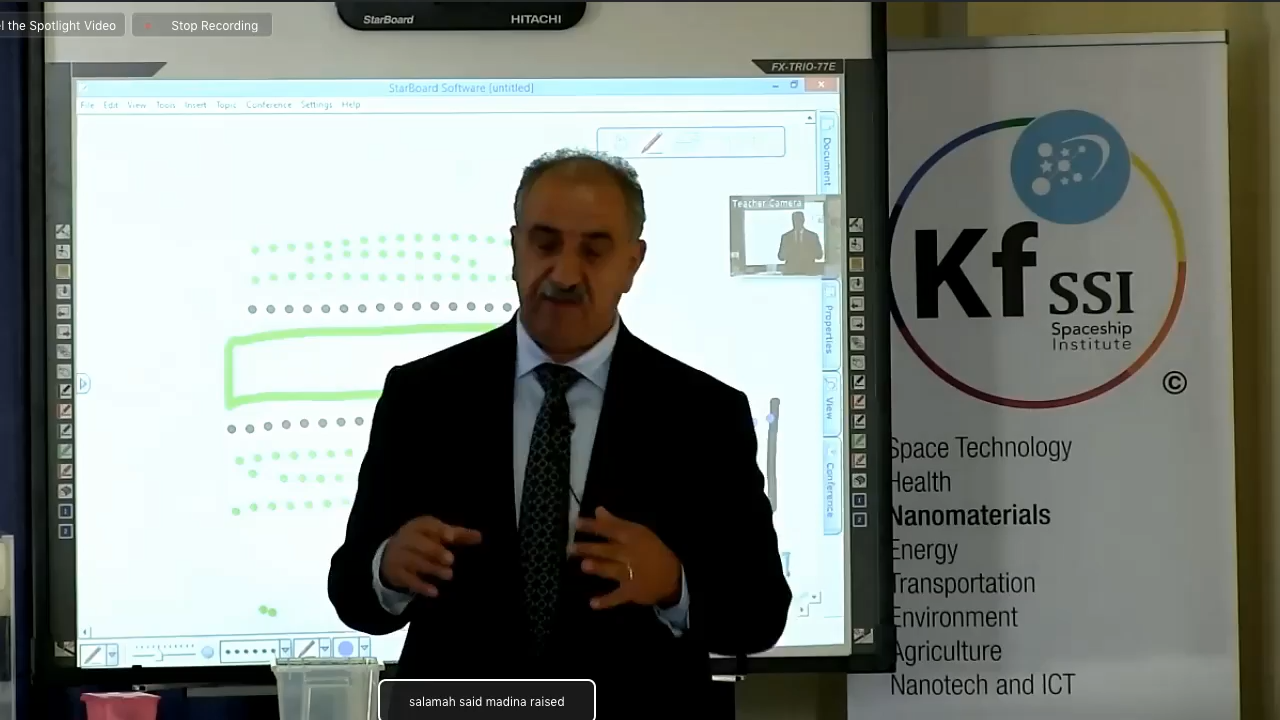 l the Spotlight Video
Stop Recording
StarBoard
HITACHI
FX-TRIO-77E
StarBoard Software [untitled]
File Edit View Tools Insert Topic Conference Settings Help
Document
Teacher Camera
Properties
View
Conference
Kf SSI
Spaceship
Institute
©
Space Technology
Health
Nanomaterials
Energy
Transportation
Environment
Agriculture
Nanotech and ICT
salamah said madina raised